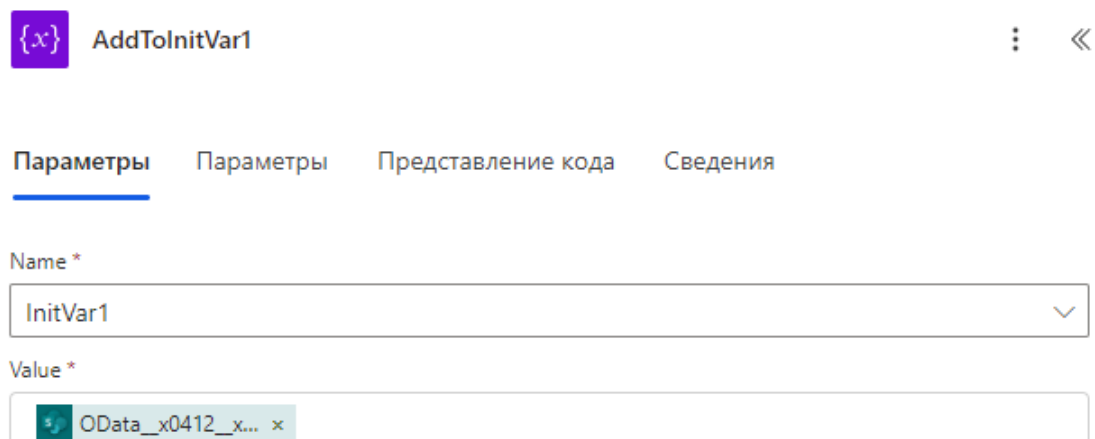 {x} AddToInitVar1
Параметры Параметры Представление кода Сведения
Name *
InitVar1
Value *
OData__x0412__x... ×